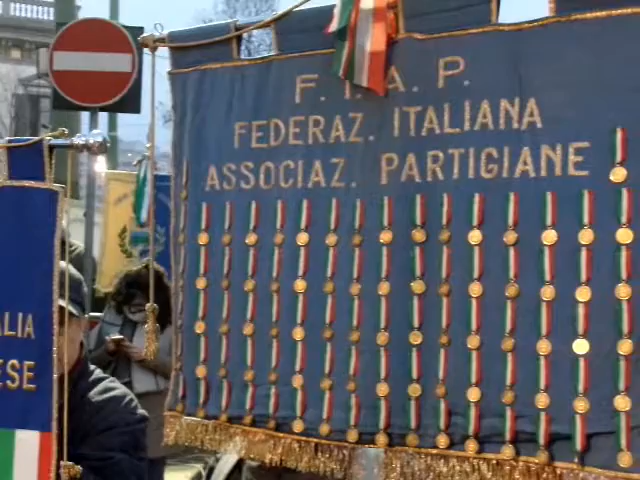 F. I. A. P.
FEDERAZ. ITALIANA
ASSOCIAZ. PARTIGIANE
ALIA
ESE